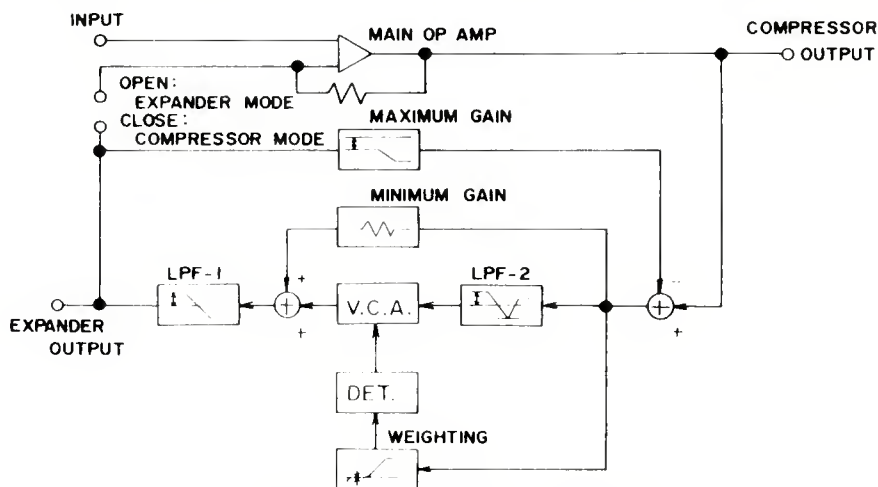 INPUT
MAIN OP AMP
COMPRESSOR
OUTPUT
OPEN:
EXPANDER MODE
CLOSE:
COMPRESSOR MODE
MAXIMUM GAIN
MINIMUM GAIN
LPF-1
+
+
+
V.C.A.
LPF-2
−
+
+
EXPANDER
OUTPUT
DET.
WEIGHTING